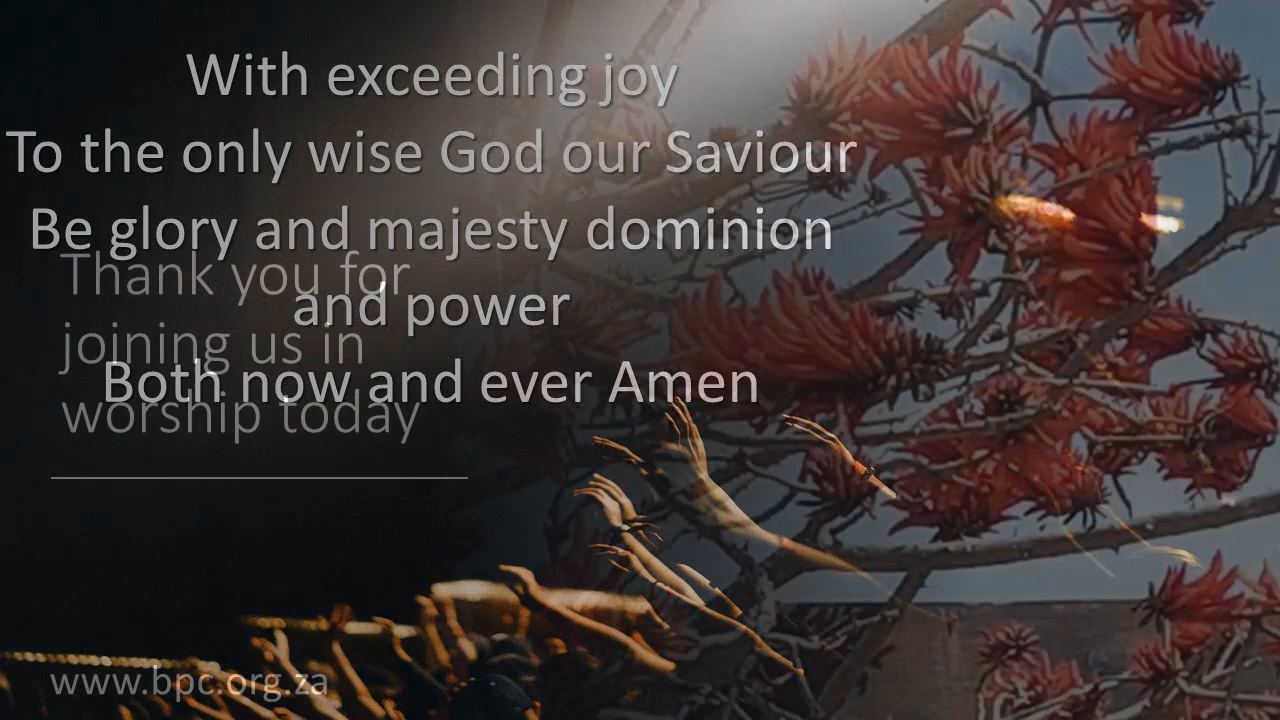 With exceeding joy
To the only wise God our Saviour
Be glory and majesty dominion
and power
Both now and ever Amen
Thank you for
joining us in
worship today
www.bpc.org.za